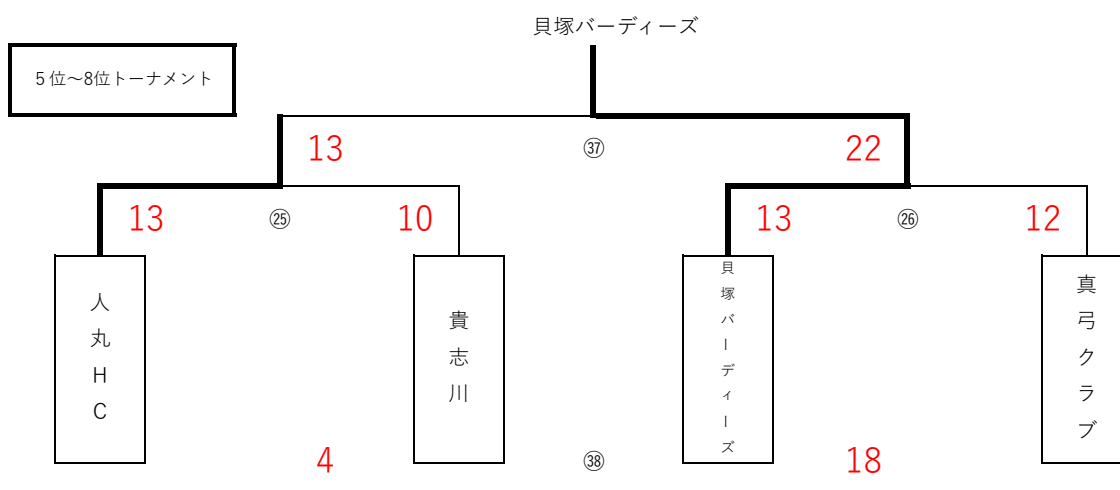 貝塚バーディーズ
5位～8位トーナメント
13 ㊲ 22
13 ㉕ 10 13 ㉖ 12
人丸HC
貴志川
貝塚バーディーズ
真弓クラブ
4 ㊳ 18